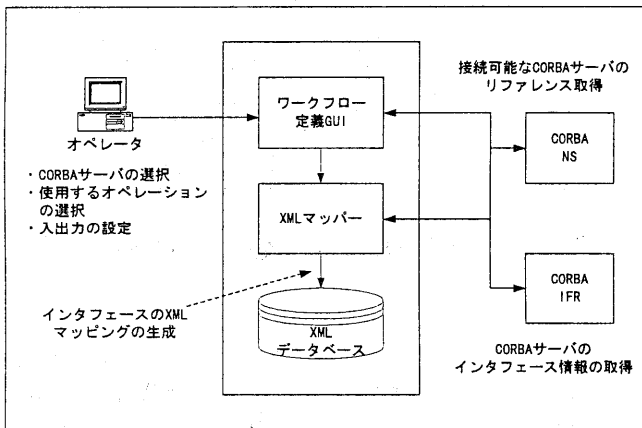 接続可能なCORBAサーバの
リファレンス取得
ワークフロー
定義GUI
オペレータ
CORBA
NS
・CORBAサーバの選択
・使用するオペレーション
の選択
・入出力の設定
XMLマッパー
CORBA
IFR
インタフェースのXML
マッピングの生成
XML
データベース
CORBAサーバの
インタフェース情報の取得